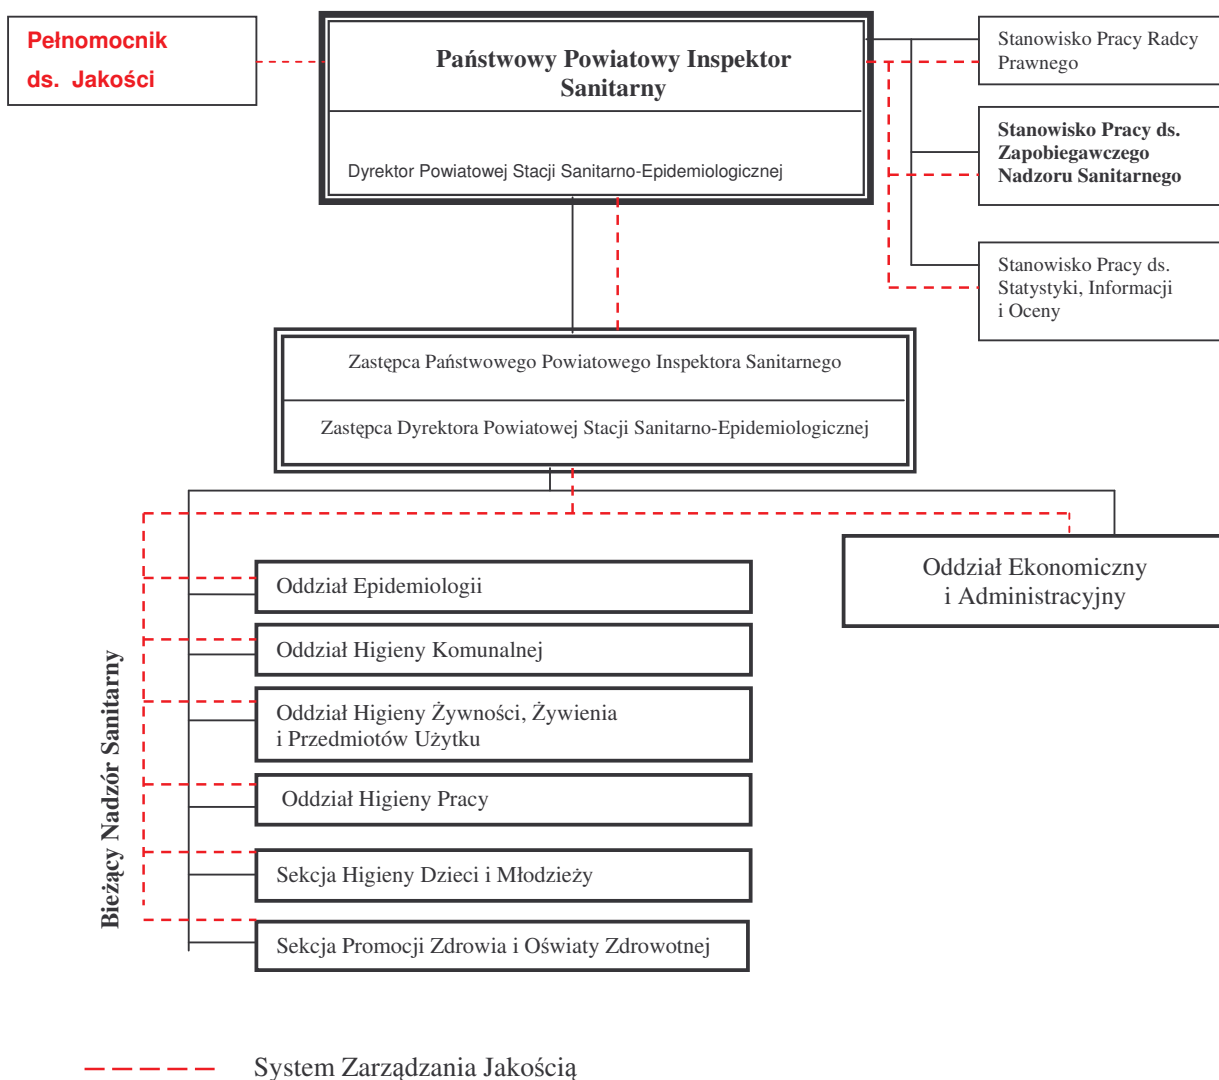 Pełnomocnik
ds. Jakości
Państwowy Powiatowy Inspektor
Sanitarny
Dyrektor Powiatowej Stacji Sanitarno-Epidemiologicznej
Stanowisko Pracy Radcy
Prawnego
Stanowisko Pracy ds.
Zapobiegawczego
Nadzoru Sanitarnego
Stanowisko Pracy ds.
Statystyki, Informacji
i Oceny
Zastępca Państwowego Powiatowego Inspektora Sanitarnego
Zastępca Dyrektora Powiatowej Stacji Sanitarno-Epidemiologicznej
Oddział Ekonomiczny
i Administracyjny
Bieżący Nadzór Sanitarny
Oddział Epidemiologii
Oddział Higieny Komunalnej
Oddział Higieny Żywności, Żywienia
i Przedmiotów Użytku
Oddział Higieny Pracy
Sekcja Higieny Dzieci i Młodzieży
Sekcja Promocji Zdrowia i Oświaty Zdrowotnej
System Zarządzania Jakością